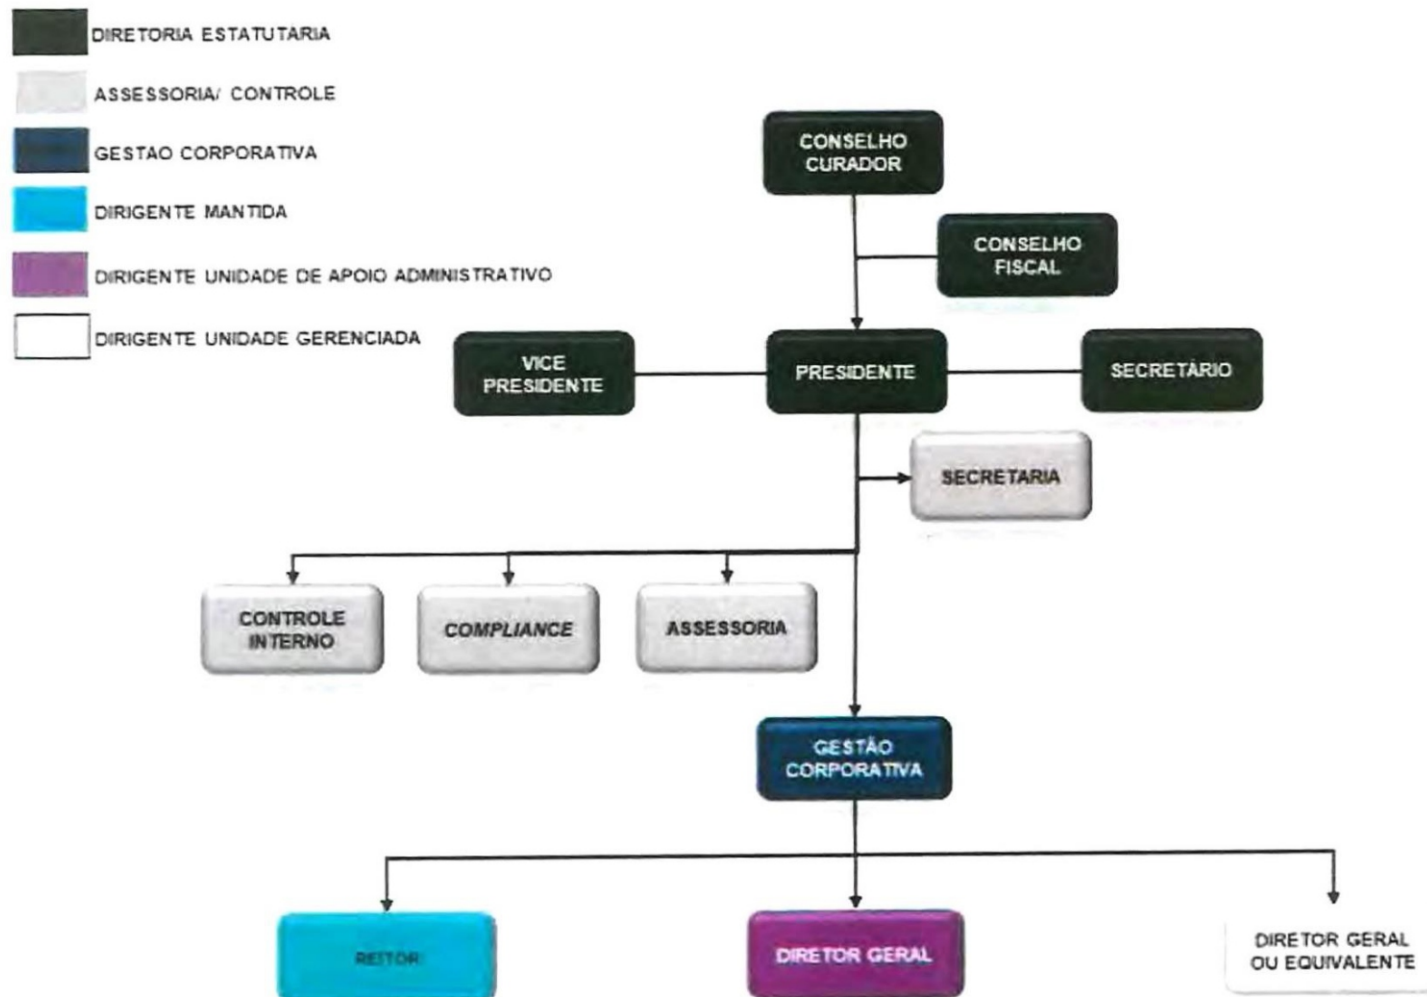 DIRETORIA ESTATUTARIA
ASSESSORIA/ CONTROLE
GESTAO CORPORATIVA
DIRIGENTE MANTIDA
DIRIGENTE UNIDADE DE APOIO ADMINISTRATIVO
DIRIGENTE UNIDADE GERENCIADA
CONSELHO
CURADOR
CONSELHO
FISCAL
VICE
PRESIDENTE
PRESIDENTE
SECRETÁRIO
SECRETARIA
CONTROLE
INTERNO
COMPLIANCE
ASSESSORIA
GESTÃO
CORPORATIVA
REITOR
DIRETOR GERAL
DIRETOR GERAL
OU EQUIVALENTE